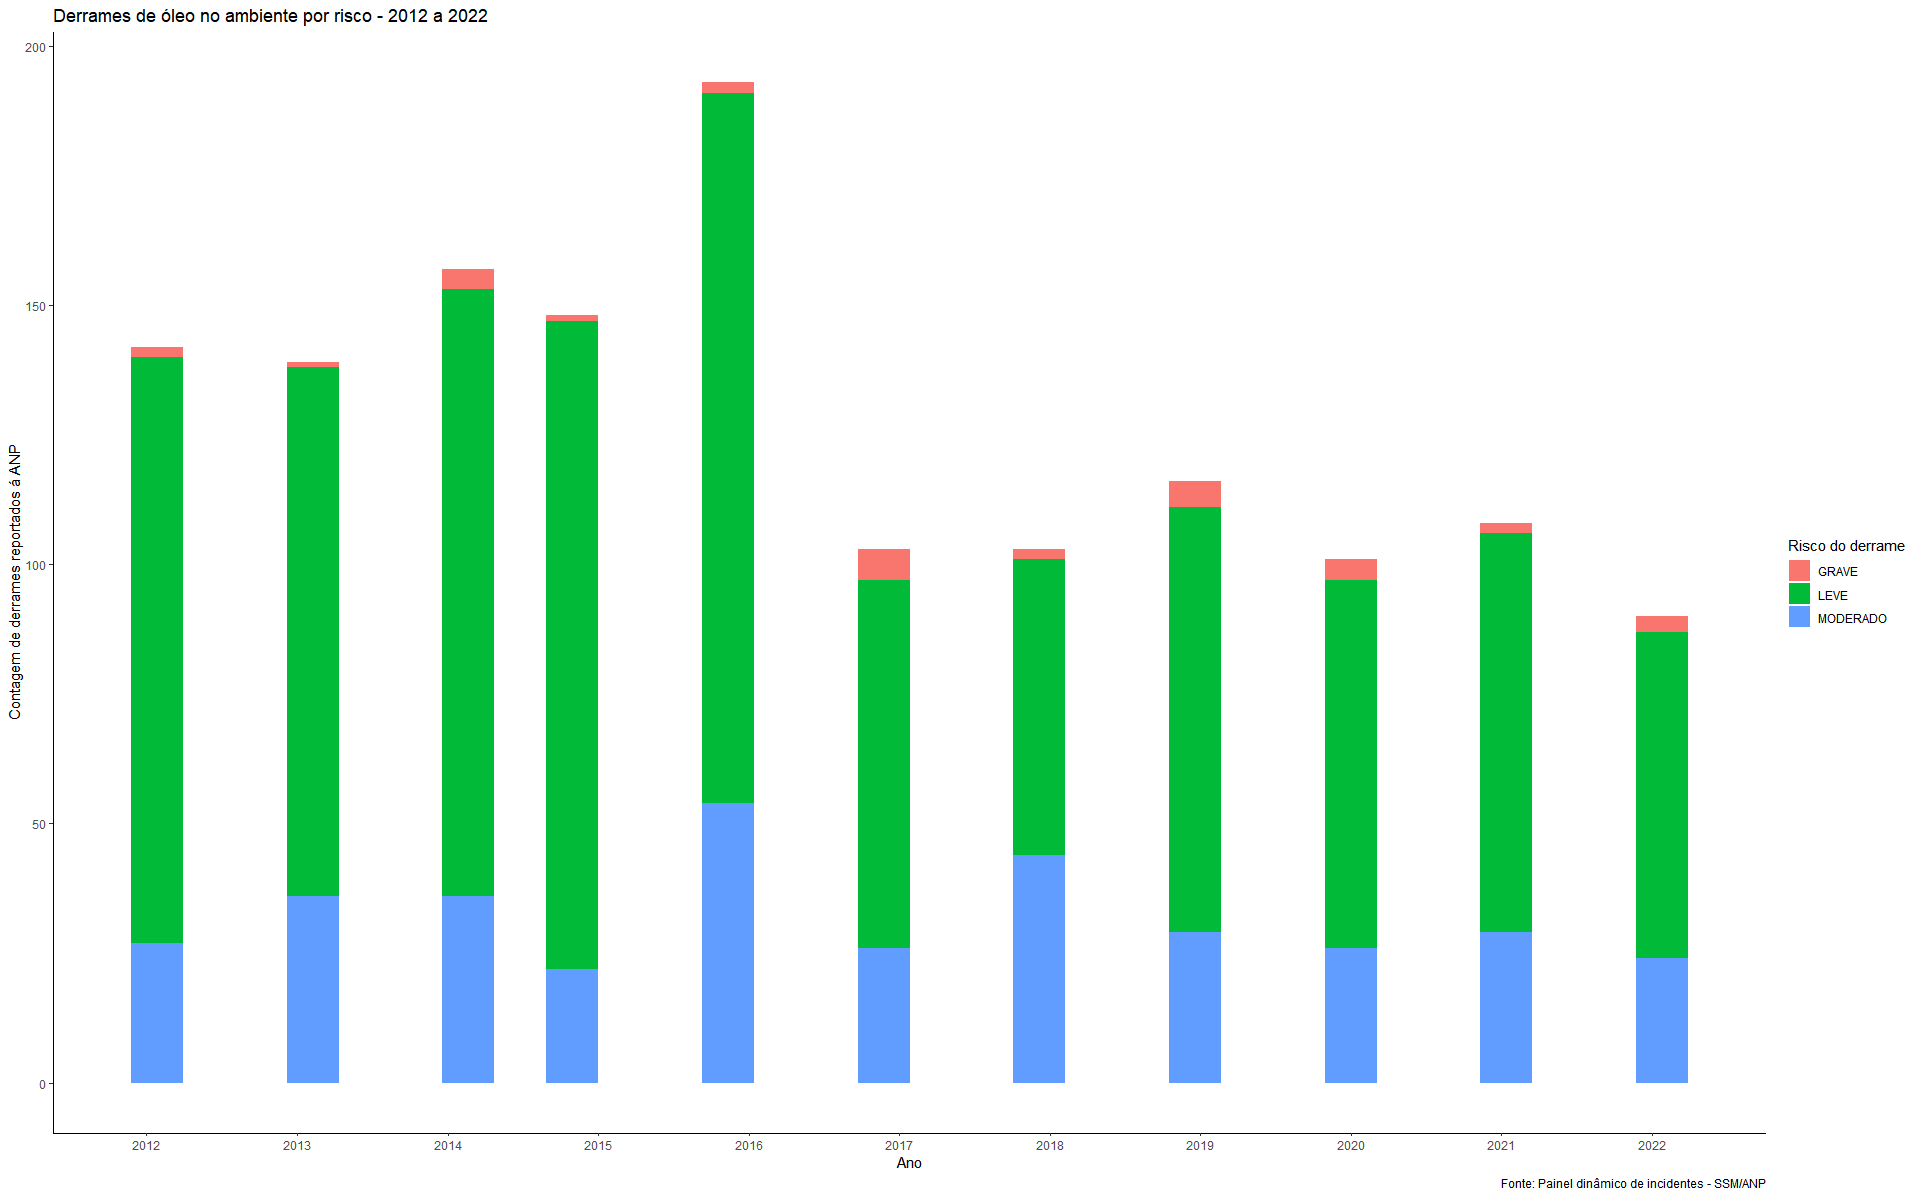 Derrames de óleo no ambiente por risco - 2012 a 2022
200
150
100
50
0
Contagem de derrames reportados á ANP
2012 2013 2014 2015 2016 2017 2018 2019 2020 2021 2022
Ano
Risco do derrame
GRAVE
LEVE
MODERADO
Fonte: Painel dinâmico de incidentes - SSM/ANP